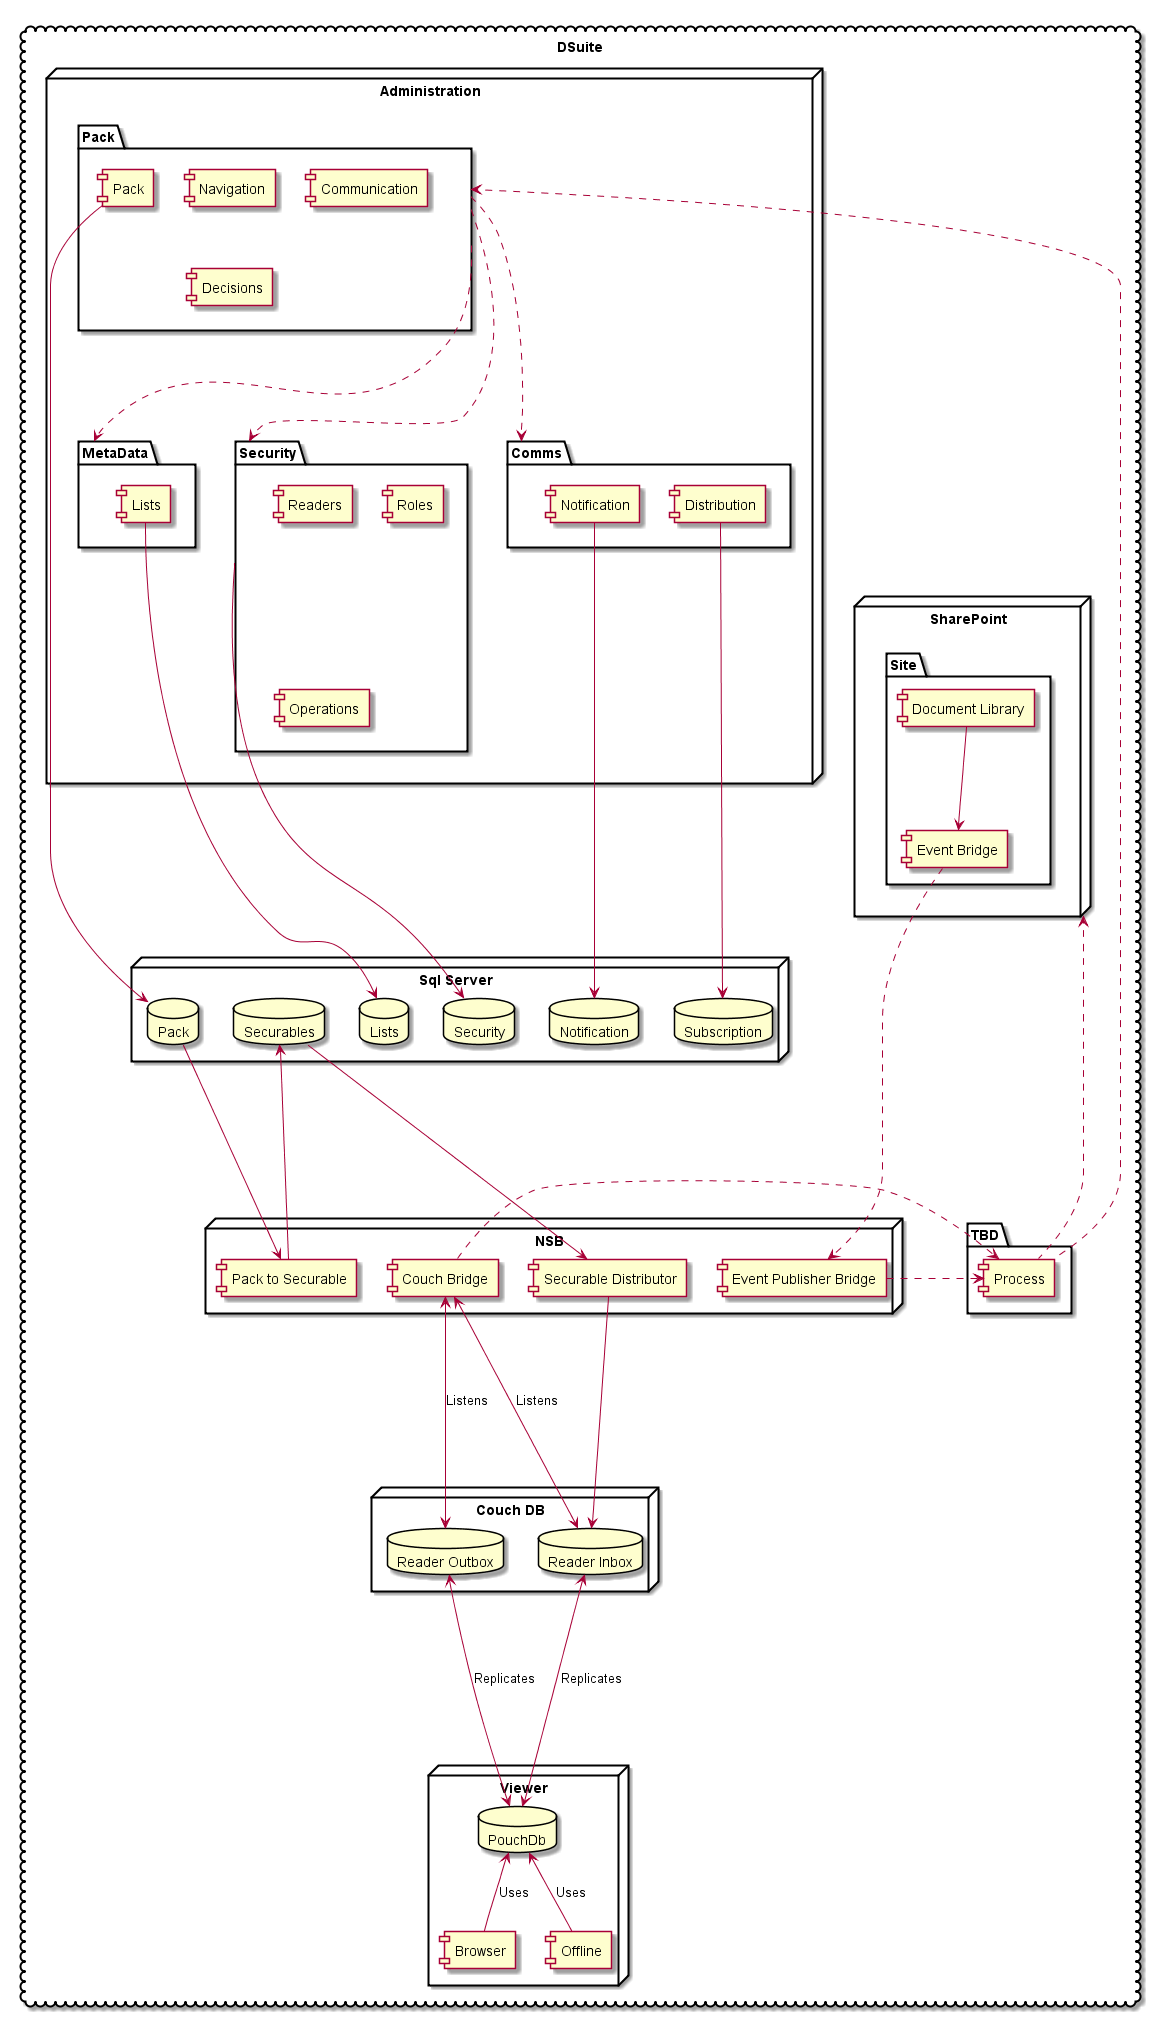 DSuite
Administration
Pack
Pack
Navigation
Communication
Decisions
MetaData
Lists
Security
Readers
Roles
Operations
Comms
Notification
Distribution
SharePoint
Site
Document Library
Event Bridge
Sql Server
Pack
Securables
Lists
Security
Notification
Subscription
NSB
Pack to Securable
Couch Bridge
Securable Distributor
Event Publisher Bridge
TBD
Process
Listens
Listens
Couch DB
Reader Outbox
Reader Inbox
Replicates
Replicates
Viewer
PouchDb
Uses
Uses
Browser
Offline